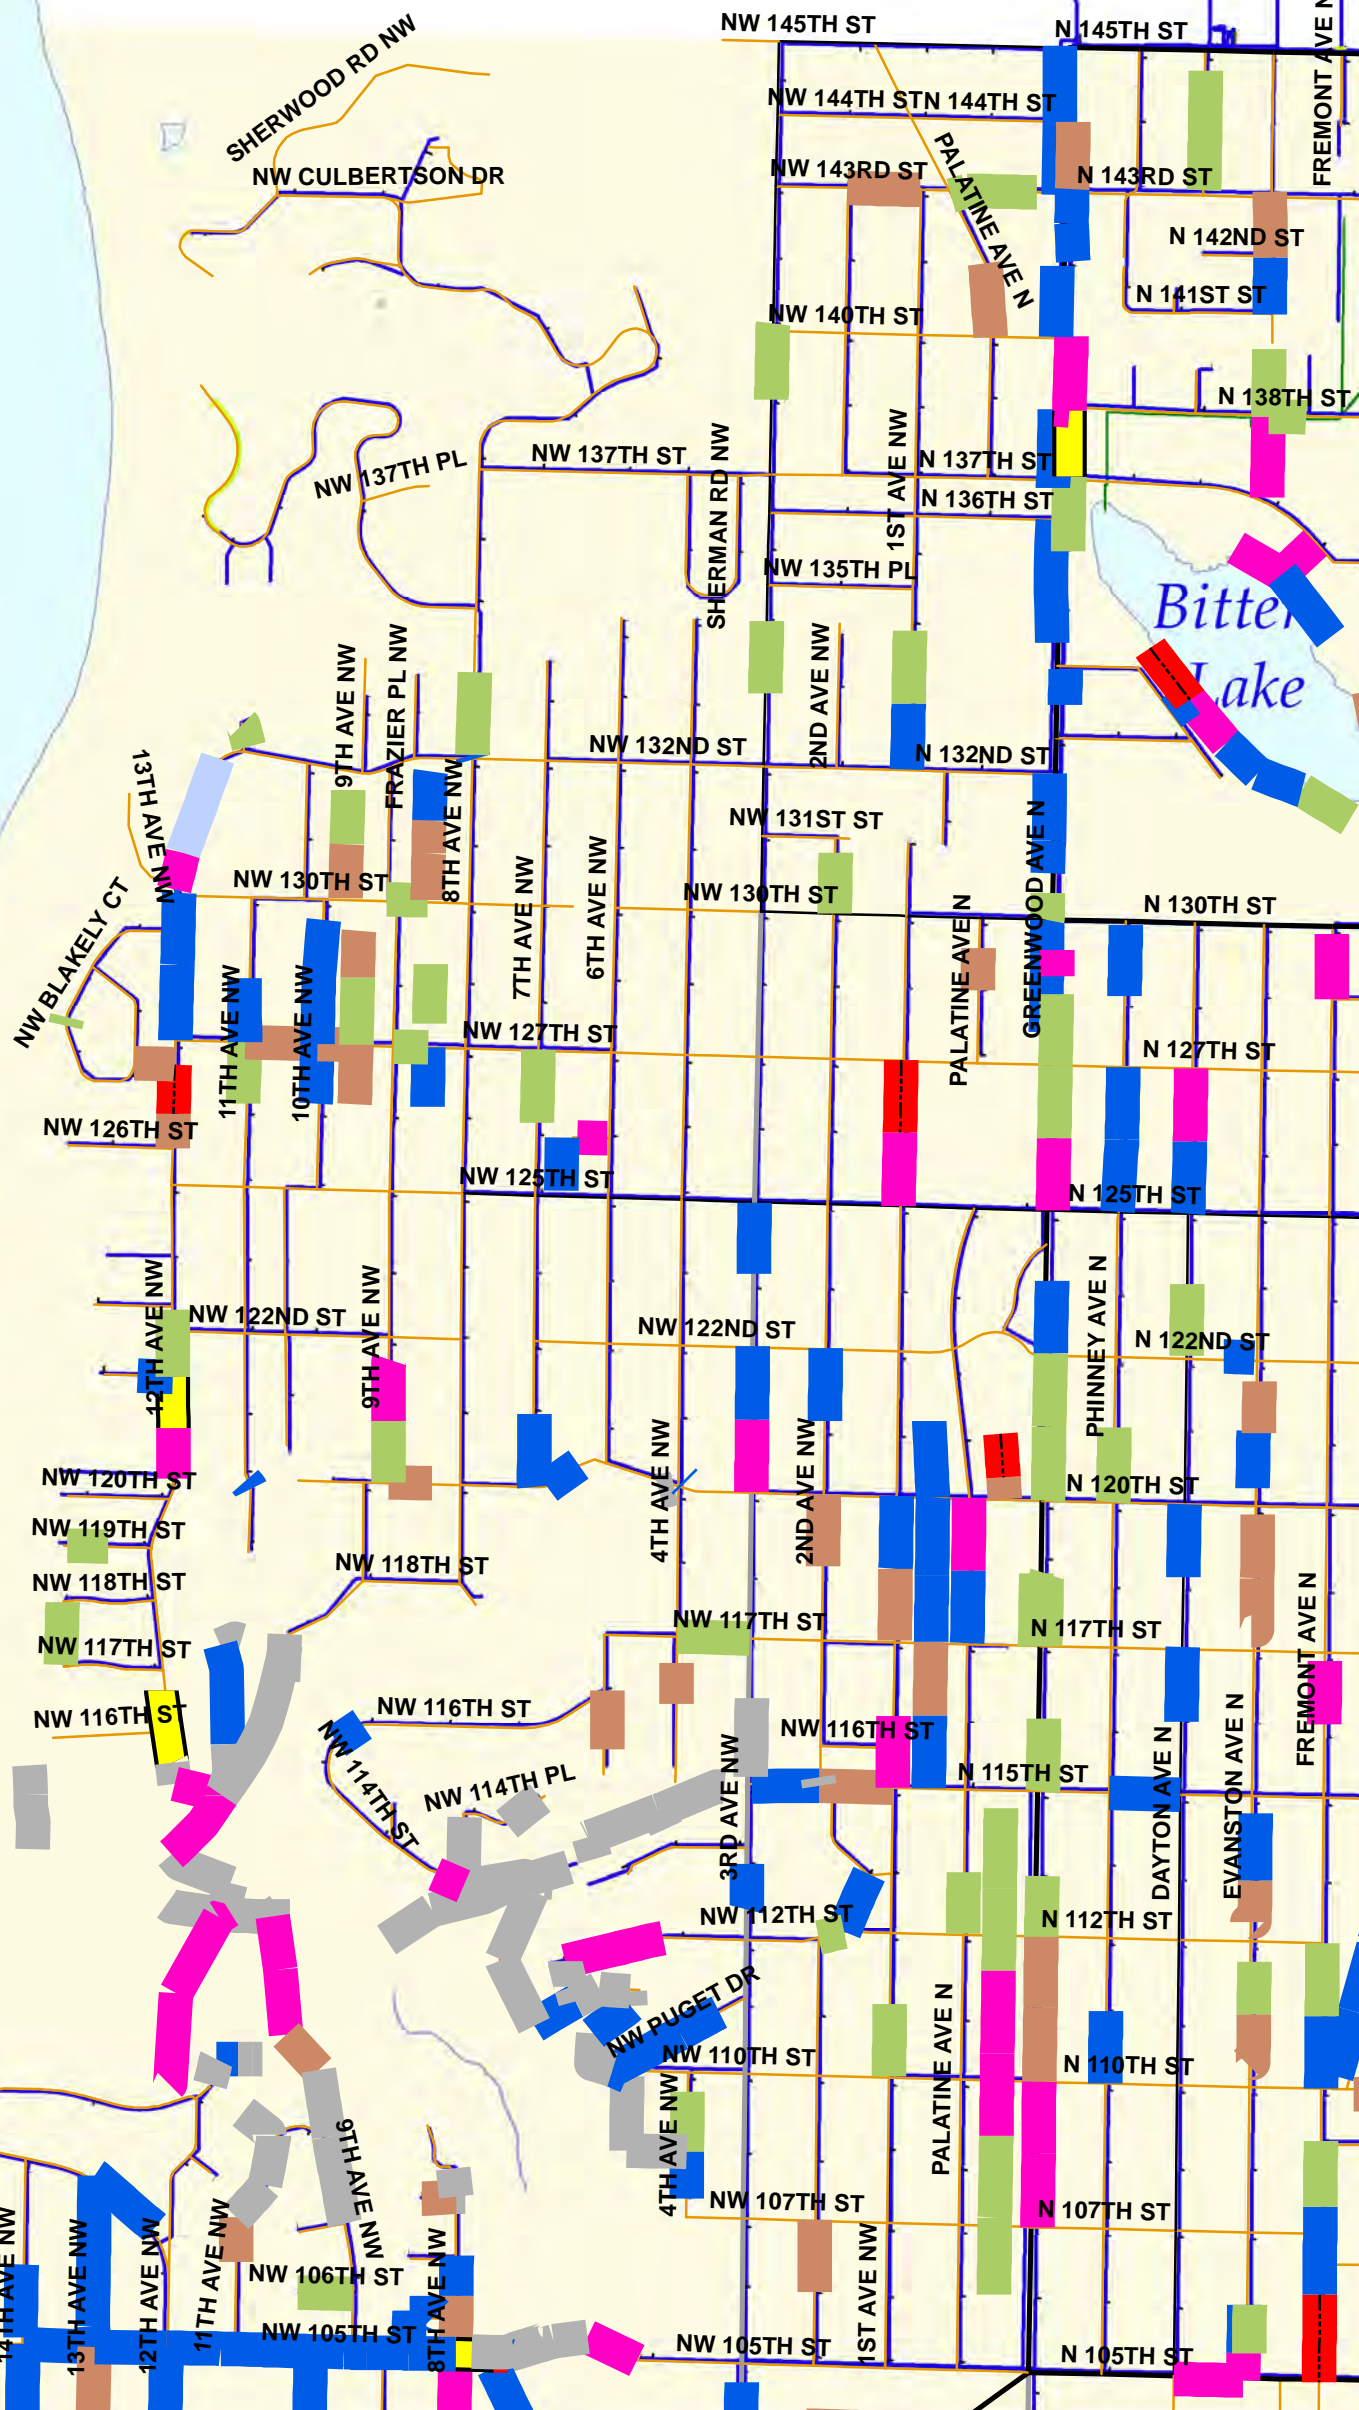 NW 145TH ST
N 145TH ST
FREMONT AVE N
SHERWOOD RD NW
NW 144TH ST
N 144TH ST
PALATINE AVE N
NW CULBERTSON DR
NW 143RD ST
N 143RD ST
N 142ND ST
N 141ST ST
NW 140TH ST
N 138TH ST
NW 137TH PL
NW 137TH ST
SHERMAN RD NW
1ST AVE NW
N 137TH ST
N 136TH ST
NW 135TH PL
Bitter
Lake
9TH AVE NW
FRAZIER PL NW
2ND AVE NW
NW 132ND ST
N 132ND ST
13TH AVE NW
8TH AVE NW
NW 131ST ST
GREENWOOD AVE N
NW 130TH ST
NW 130TH ST
N 130TH ST
NW BLAKELY CT
7TH AVE NW
6TH AVE NW
PALATINE AVE N
11TH AVE NW
10TH AVE NW
NW 127TH ST
N 127TH ST
NW 126TH ST
NW 125TH ST
N 125TH ST
12TH AVE NW
9TH AVE NW
PHINNEY AVE N
NW 122ND ST
NW 122ND ST
N 122ND ST
4TH AVE NW
2ND AVE NW
NW 120TH ST
N 120TH ST
NW 119TH ST
NW 118TH ST
NW 118TH ST
FREMONT AVE N
NW 117TH ST
NW 117TH ST
N 117TH ST
NW 116TH ST
NW 116TH ST
NW 116TH ST
NW 114TH ST
NW 114TH PL
3RD AVE NW
N 115TH ST
DAYTON AVE N
EVANSTON AVE N
NW 112TH ST
N 112TH ST
NW PUGET DR
PALATINE AVE N
NW 110TH ST
N 110TH ST
9TH AVE NW
4TH AVE NW
NW 107TH ST
N 107TH ST
14TH AVE NW
13TH AVE NW
12TH AVE NW
11TH AVE NW
8TH AVE NW
1ST AVE NW
NW 106TH ST
NW 105TH ST
NW 105TH ST
N 105TH ST